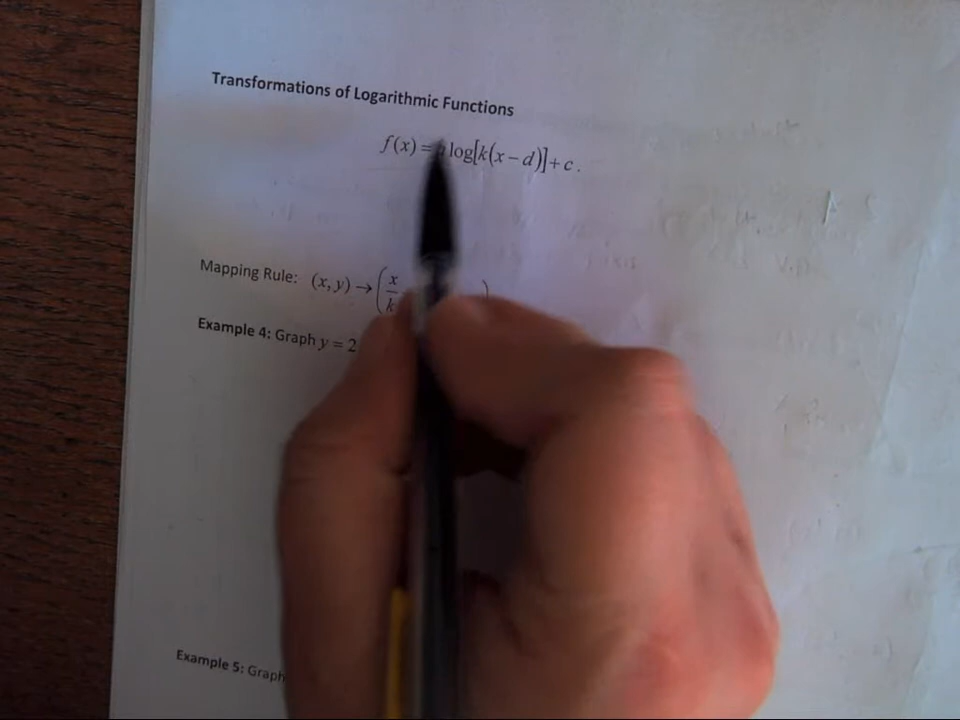 Transformations of Logarithmic Functions
f(x) = log[k(x − d)] + c.
Mapping Rule: (x, y) → (x/k )
Example 4: Graph y = 2
Example 5: Graph